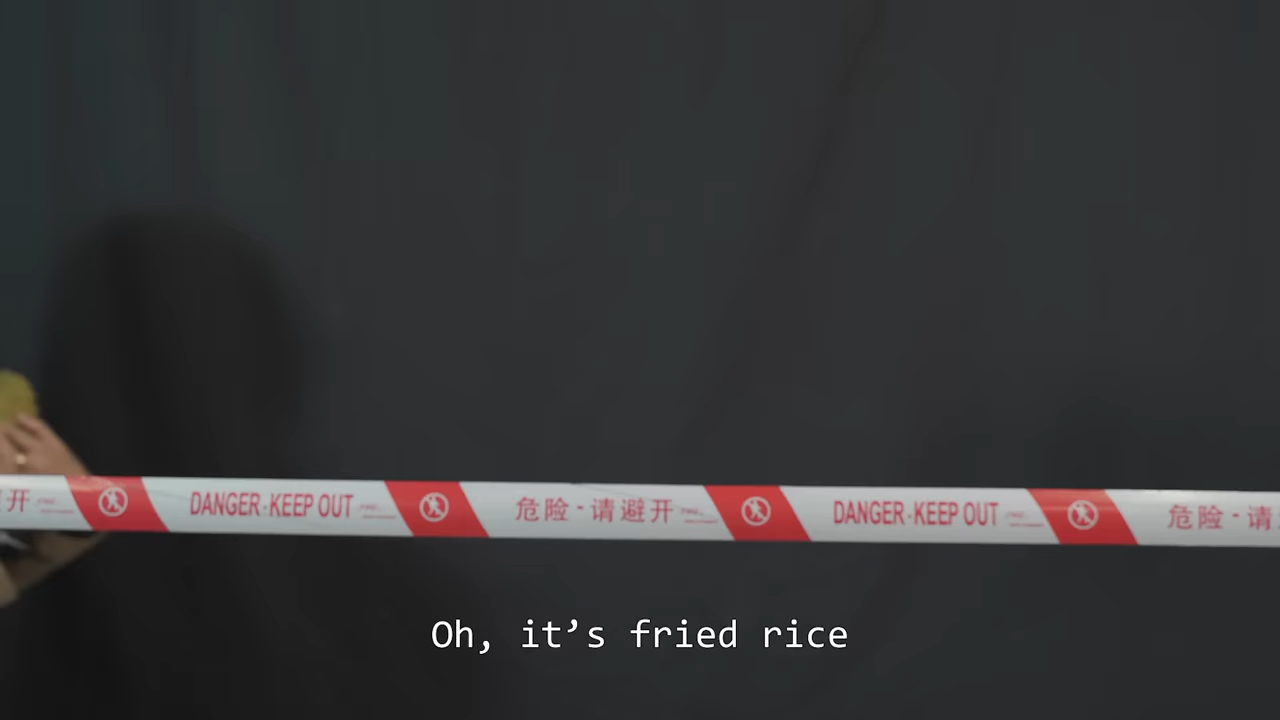 开 DANGER·KEEP OUT 危险-请避开 DANGER·KEEP OUT 危险-请
Oh, it’s fried rice